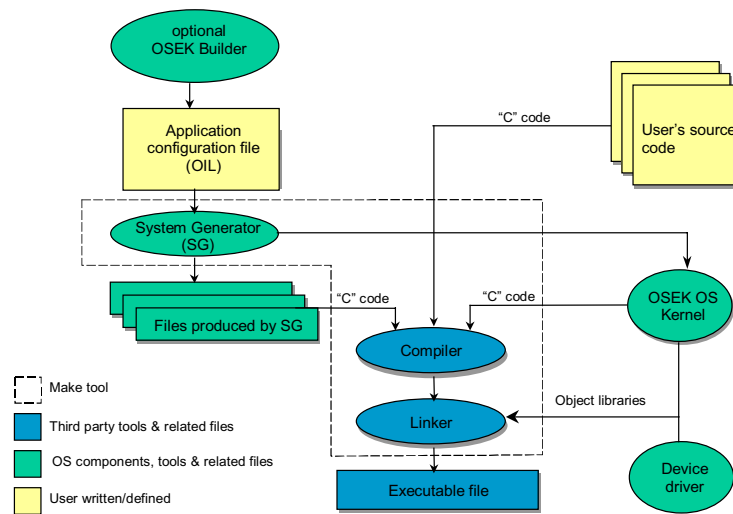 optional
OSEK Builder
Application
configuration file
(OIL)
"C" code
User's source
code
System Generator
(SG)
"C" code
"C" code
Files produced by SG
OSEK OS
Kernel
Compiler
Make tool
Object libraries
Third party tools & related files
Linker
OS components, tools & related files
Device
driver
Executable file
User written/defined